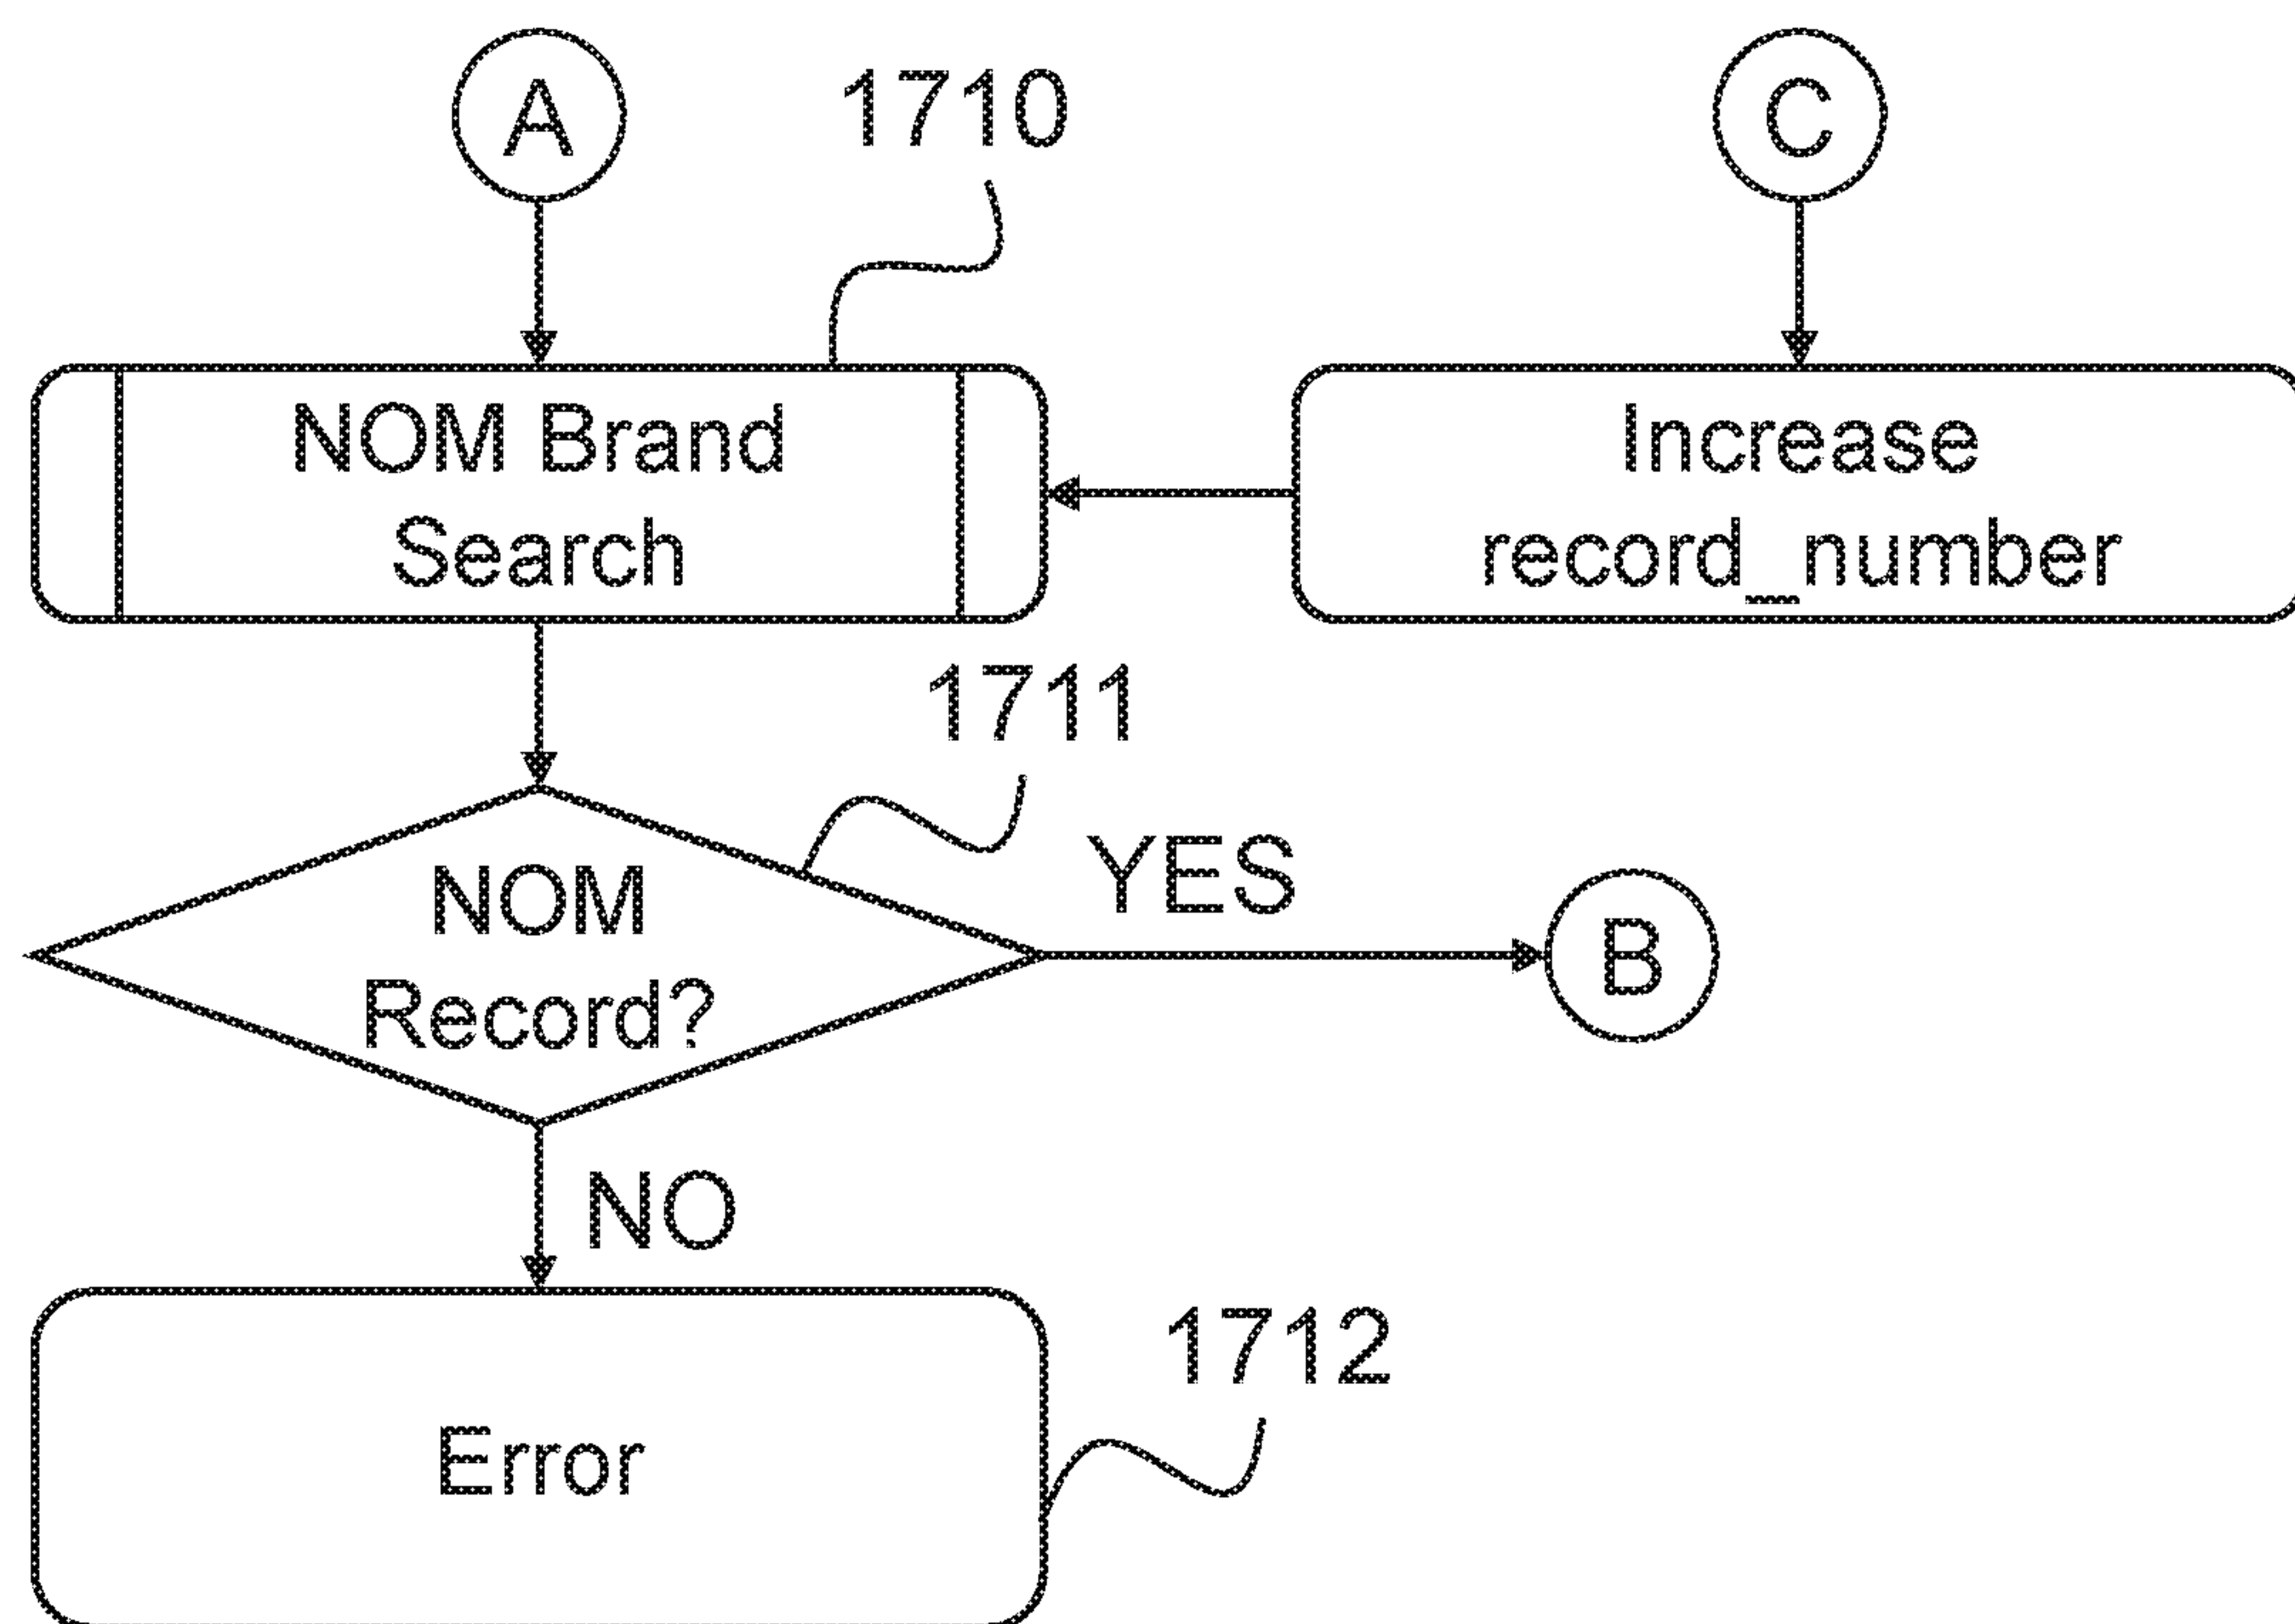 A
1710
C
NOM Brand
Search
Increase
record_number
1711
NOM
Record?
YES
B
NO
1712
Error